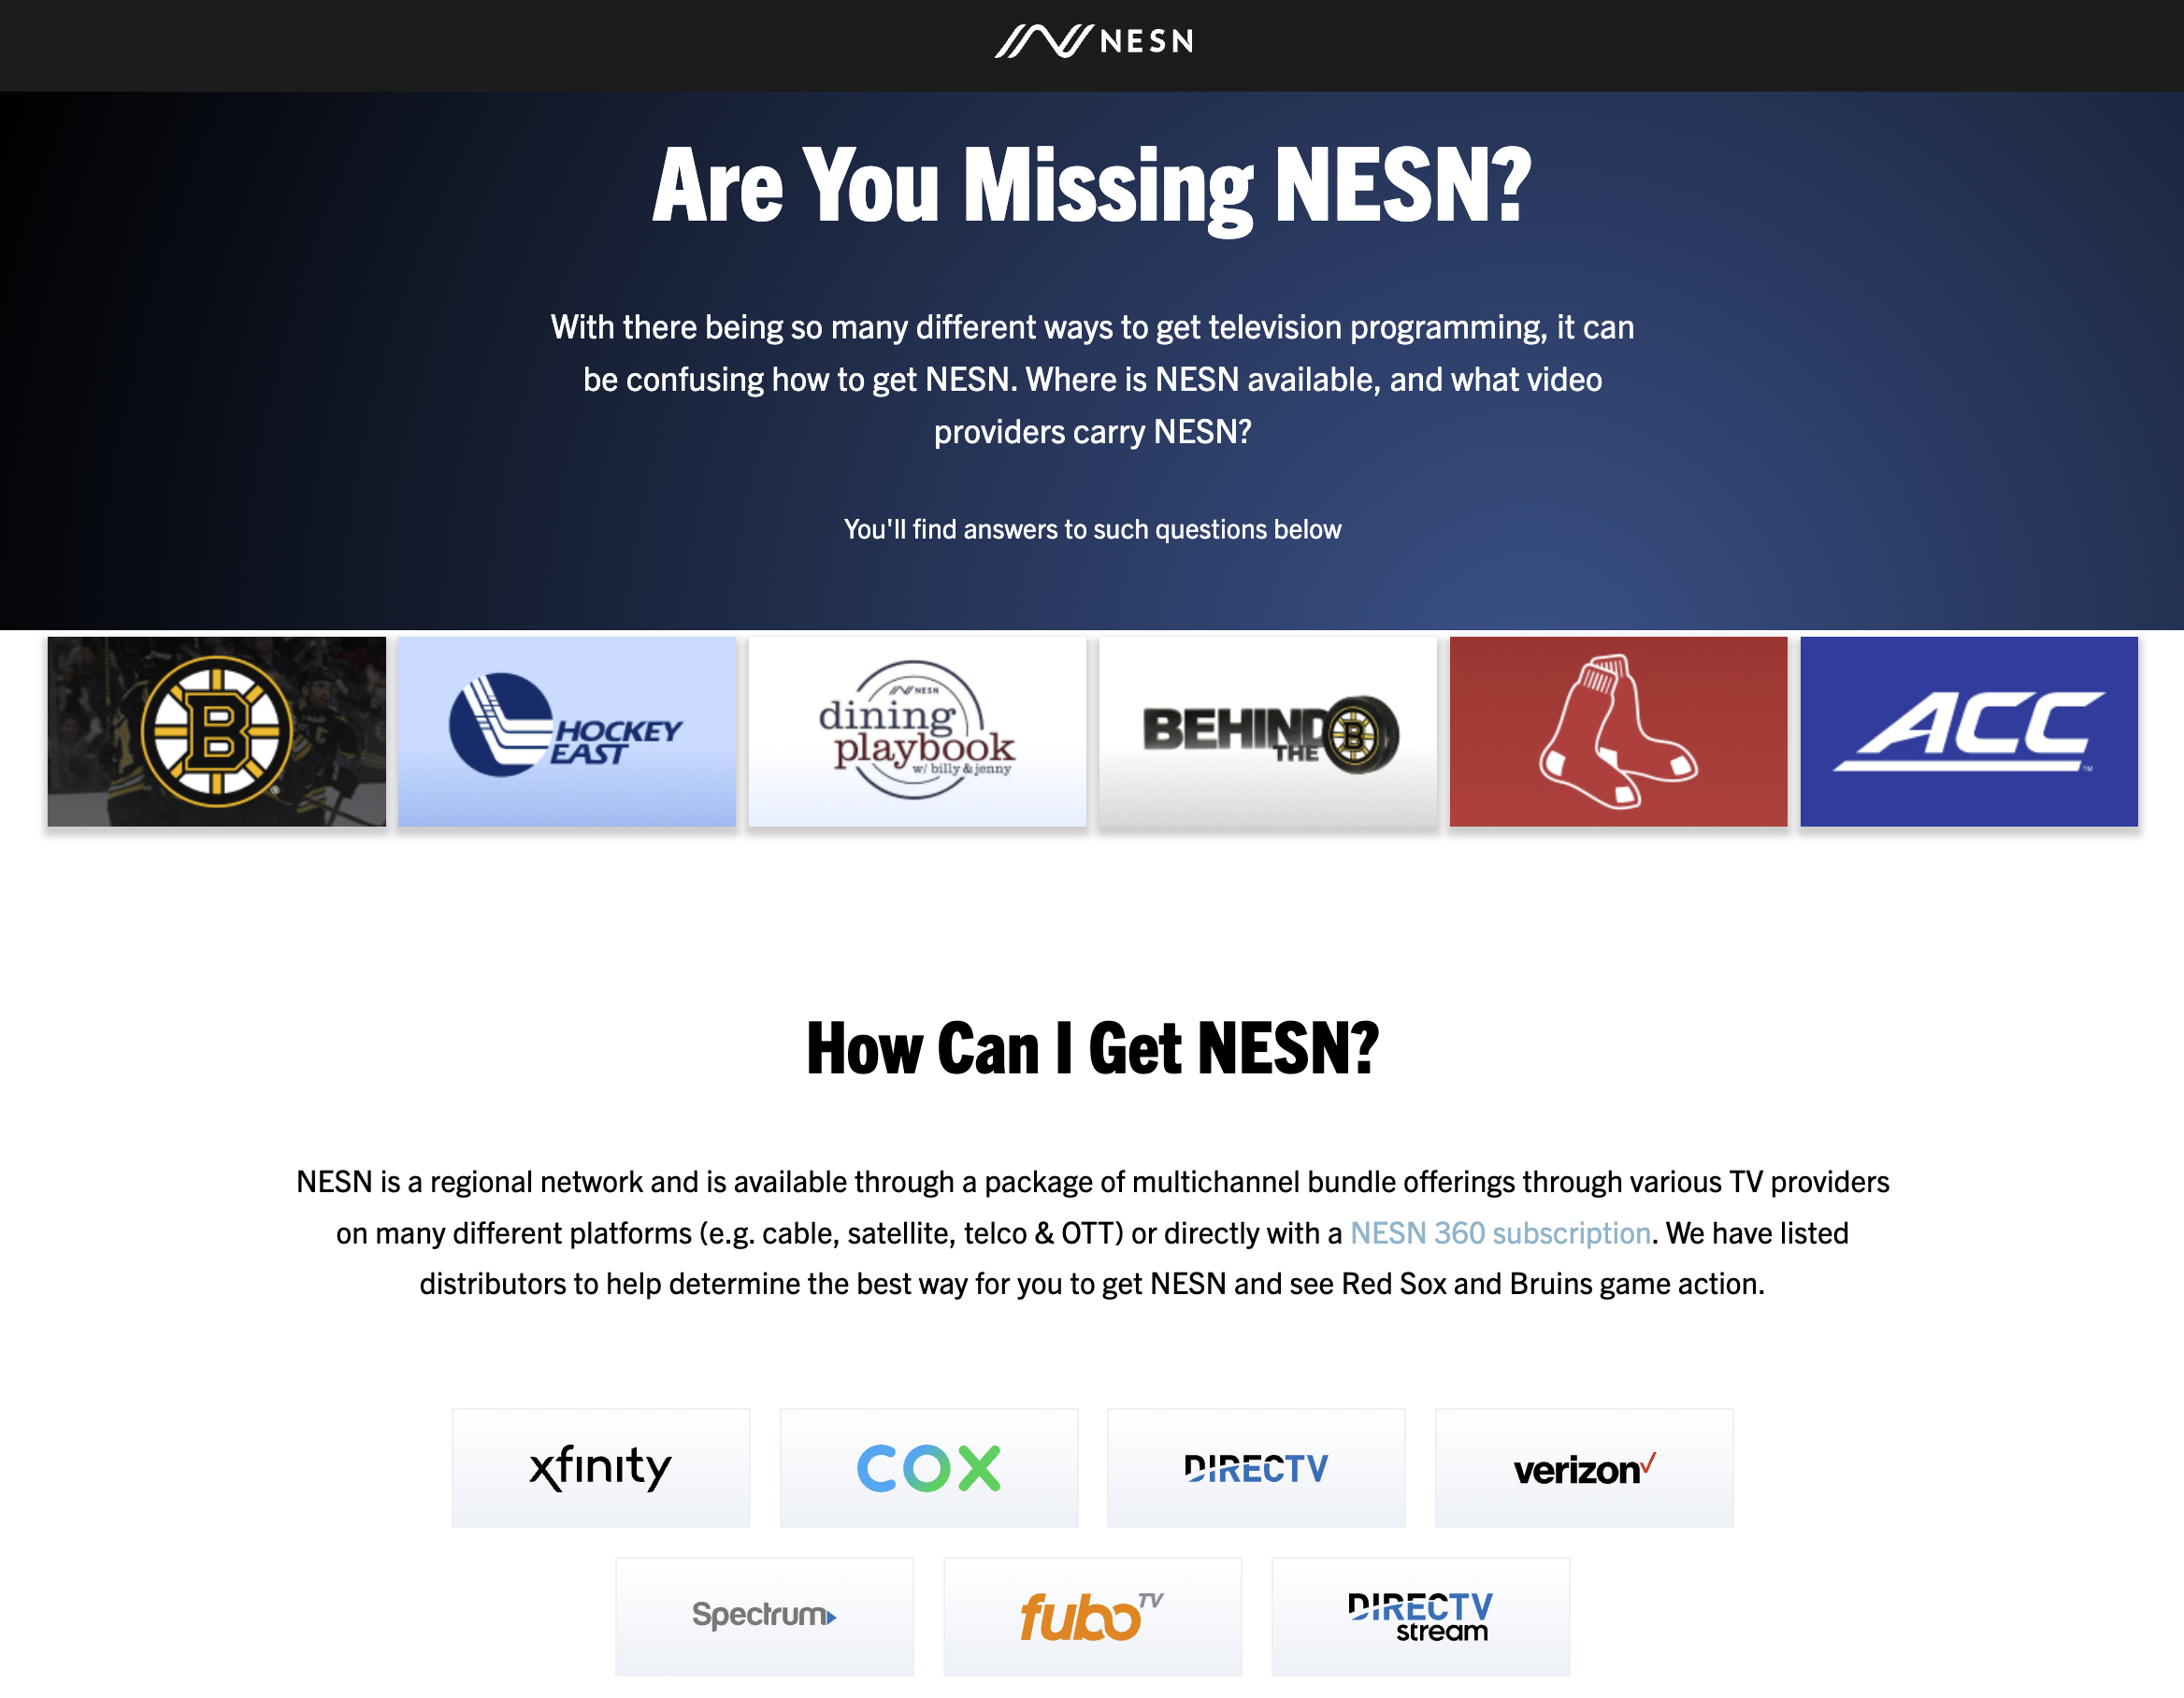 NESN
Are You Missing NESN?
With there being so many different ways to get television programming, it can
be confusing how to get NESN. Where is NESN available, and what video
providers carry NESN?
You'll find answers to such questions below
B
®
HOCKEY
EAST
NESN
dining
playbook
w/ billy & jenny
BEHIND
THE
B
ACC
TM
How Can I Get NESN?
NESN is a regional network and is available through a package of multichannel bundle offerings through various TV providers
on many different platforms (e.g. cable, satellite, telco & OTT) or directly with a NESN 360 subscription. We have listed
distributors to help determine the best way for you to get NESN and see Red Sox and Bruins game action.
xfinity
COX
DIRECTV
verizon✓
Spectrum
fuboTV
DIRECTV
stream